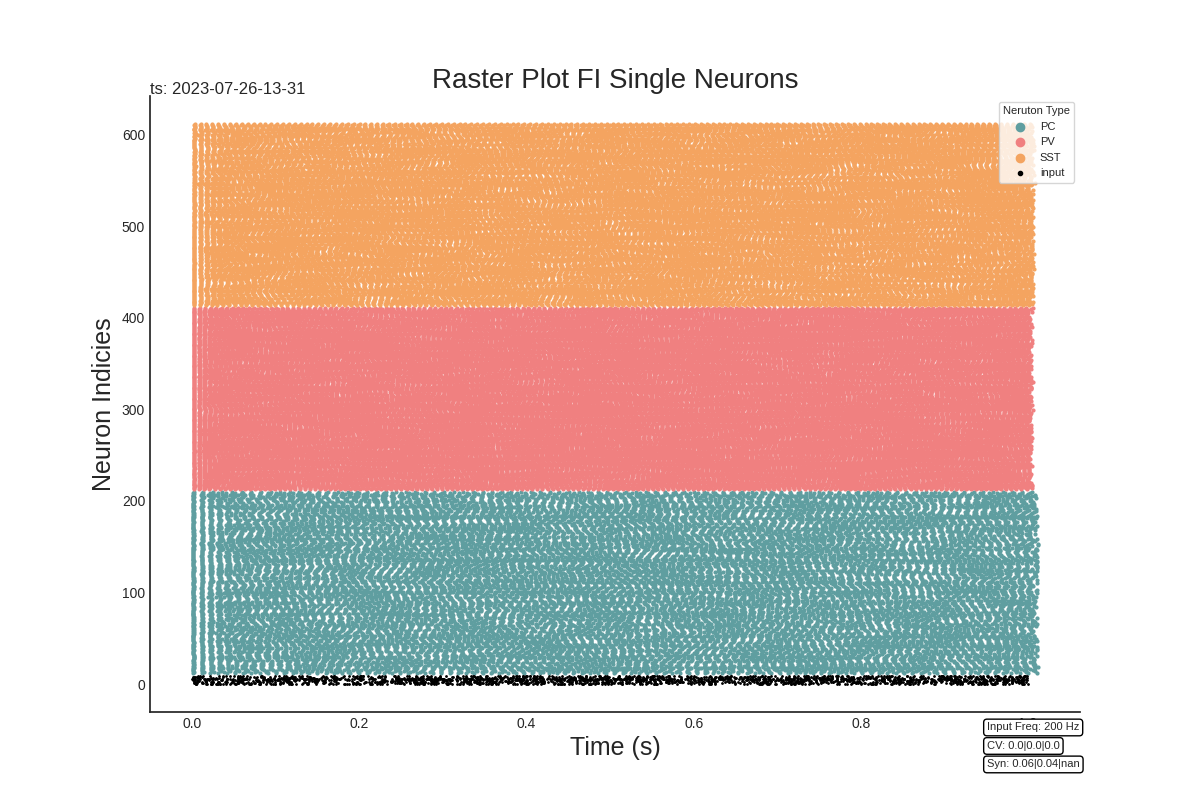 Raster Plot FI Single Neurons
ts: 2023-07-26-13-31
Neruton Type
PC
PV
SST
input
Neuron Indicies
600
500
400
300
200
100
0
0.0 0.2 0.4 0.6 0.8
Time (s)
Input Freq: 200 Hz
CV: 0.0|0.0|0.0
Syn: 0.06|0.04|nan